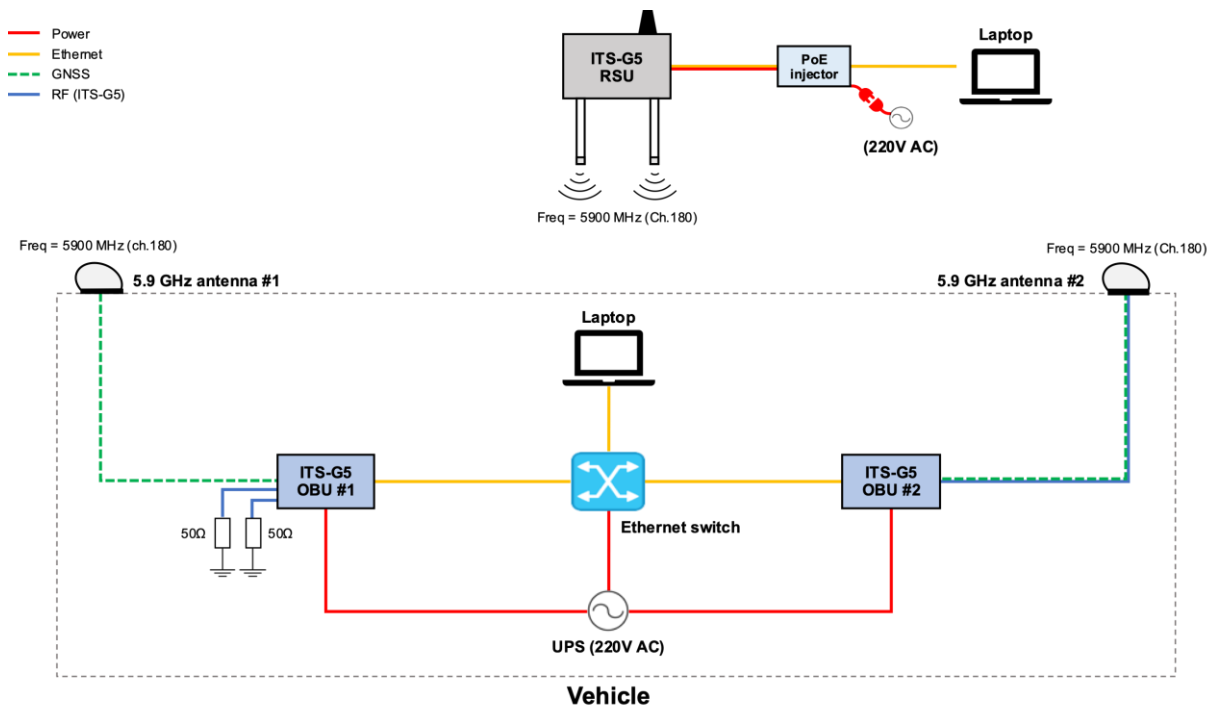 Power
Ethernet
GNSS
RF (ITS-G5)
ITS-G5
RSU
PoE
injector
Laptop
(220V AC)
Freq = 5900 MHz (Ch.180)
Freq = 5900 MHz (ch.180)
5.9 GHz antenna #1
Freq = 5900 MHz (Ch.180)
5.9 GHz antenna #2
Laptop
ITS-G5
OBU #1
50Ω
50Ω
Ethernet switch
ITS-G5
OBU #2
UPS (220V AC)
Vehicle